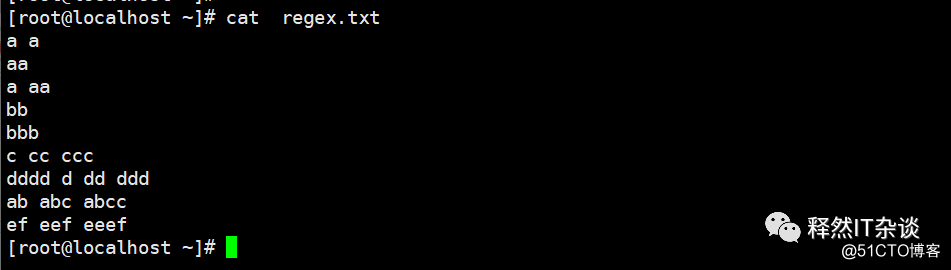 [root@localhost ~]# cat  regex.txt
a a
aa
a aa
bb
bbb
c cc ccc
dddd d dd ddd
ab abc abcc
ef eef eeef
[root@localhost ~]#
释然IT杂谈
@51CTO博客